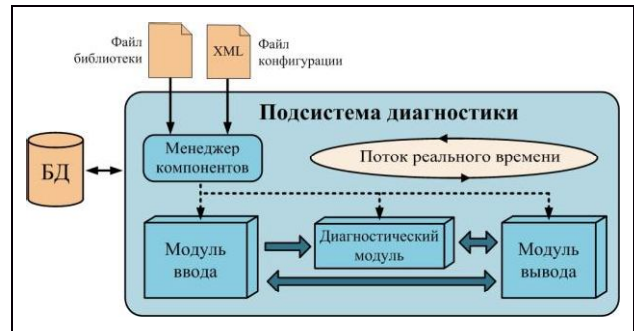 Файл
библиотеки
XML
Файл
конфигурации
Подсистема диагностики
Менеджер
компонентов
Поток реального времени
БД
Модуль
ввода
Диагностический
модуль
Модуль
вывода